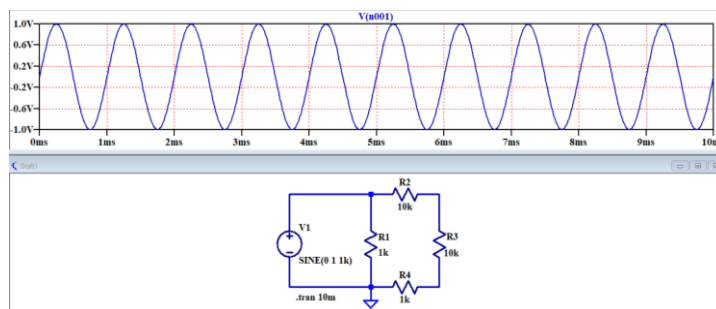 V(n001)
1.0V
0.6V
0.2V
-0.2V
-0.6V
-1.0V
0ms 1ms 2ms 3ms 4ms 5ms 6ms 7ms 8ms 9ms 10m
Draft1
R2
10k
V1
R1
R3
SINE(0 1 1k)
1k
10k
R4
.tran 10m
1k